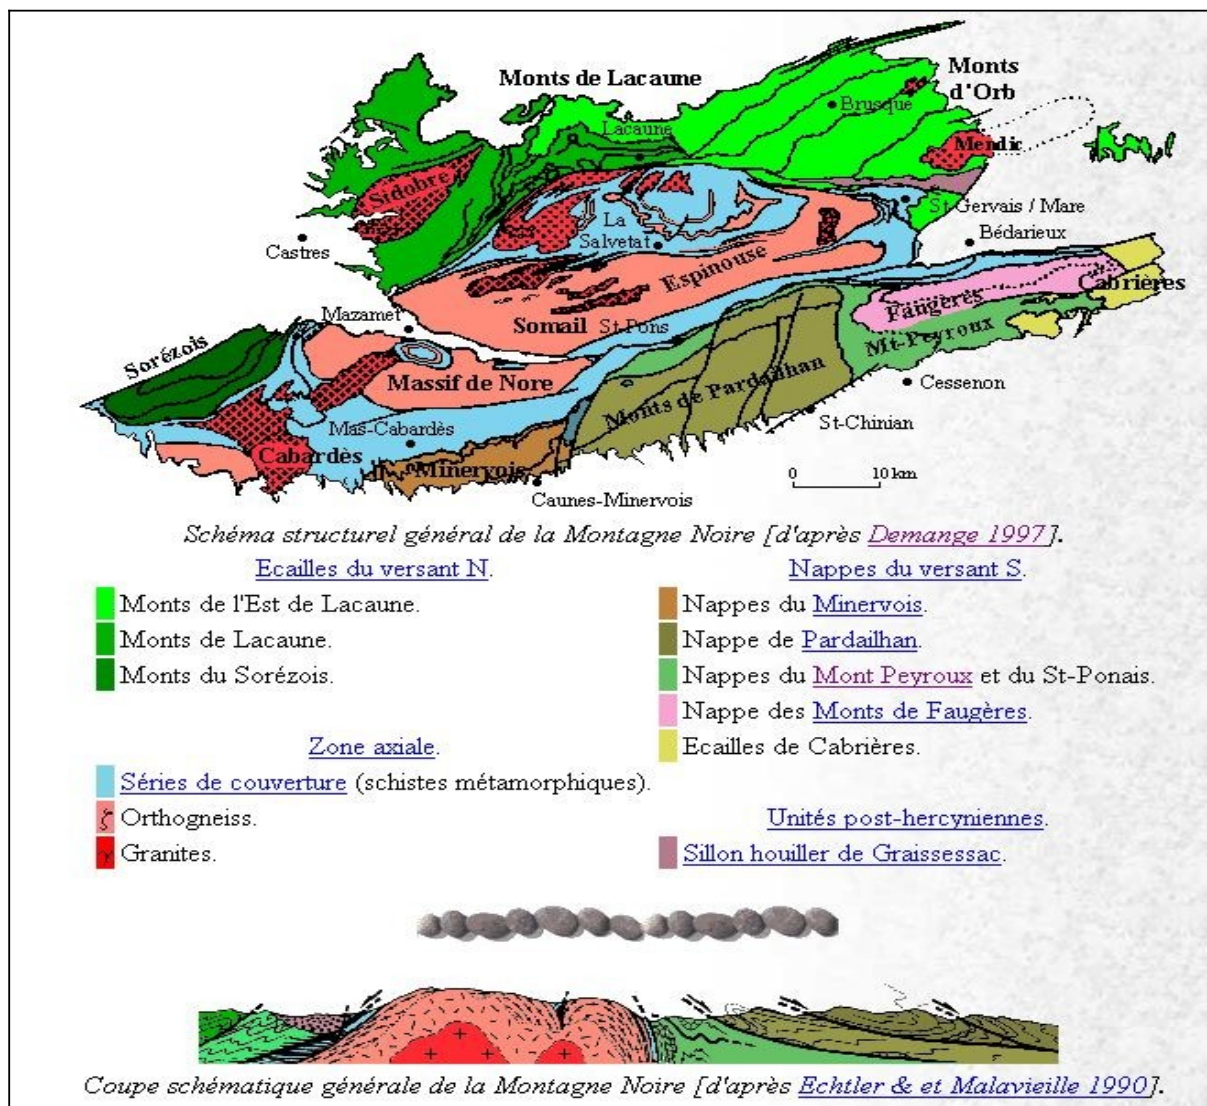 Monts de Lacaune
Monts
d'Orb
Brusque
Lacaune
Mendic
Sidobre
St-Gervais / Mare
La
Salvetat
Castres
Bédarieux
Espinouse
Cabrières
Faugères
Mazamet
Somail St-Pons
Mt-Peyroux
Sorézois
Massif de Nore
Cessenon
Monts de Pardailhan
Mas-Cabardès
St-Chinian
Cabardès
Minervois
0 10 km
Caunes-Minervois
Schéma structurel général de la Montagne Noire [d'après Demange 1997].
Ecailles du versant N.
Monts de l'Est de Lacaune.
Monts de Lacaune.
Monts du Sorézois.
Zone axiale.
Séries de couverture (schistes métamorphiques).
ζ Orthogneiss.
γ Granites.
Nappes du versant S.
Nappes du Minervois.
Nappe de Pardailhan.
Nappes du Mont Peyroux et du St-Ponais.
Nappe des Monts de Faugères.
Ecailles de Cabrières.
Unités post-hercyniennes.
Sillon houiller de Graissessac.
Coupe schématique générale de la Montagne Noire [d'après Echtler & et Malavieille 1990].